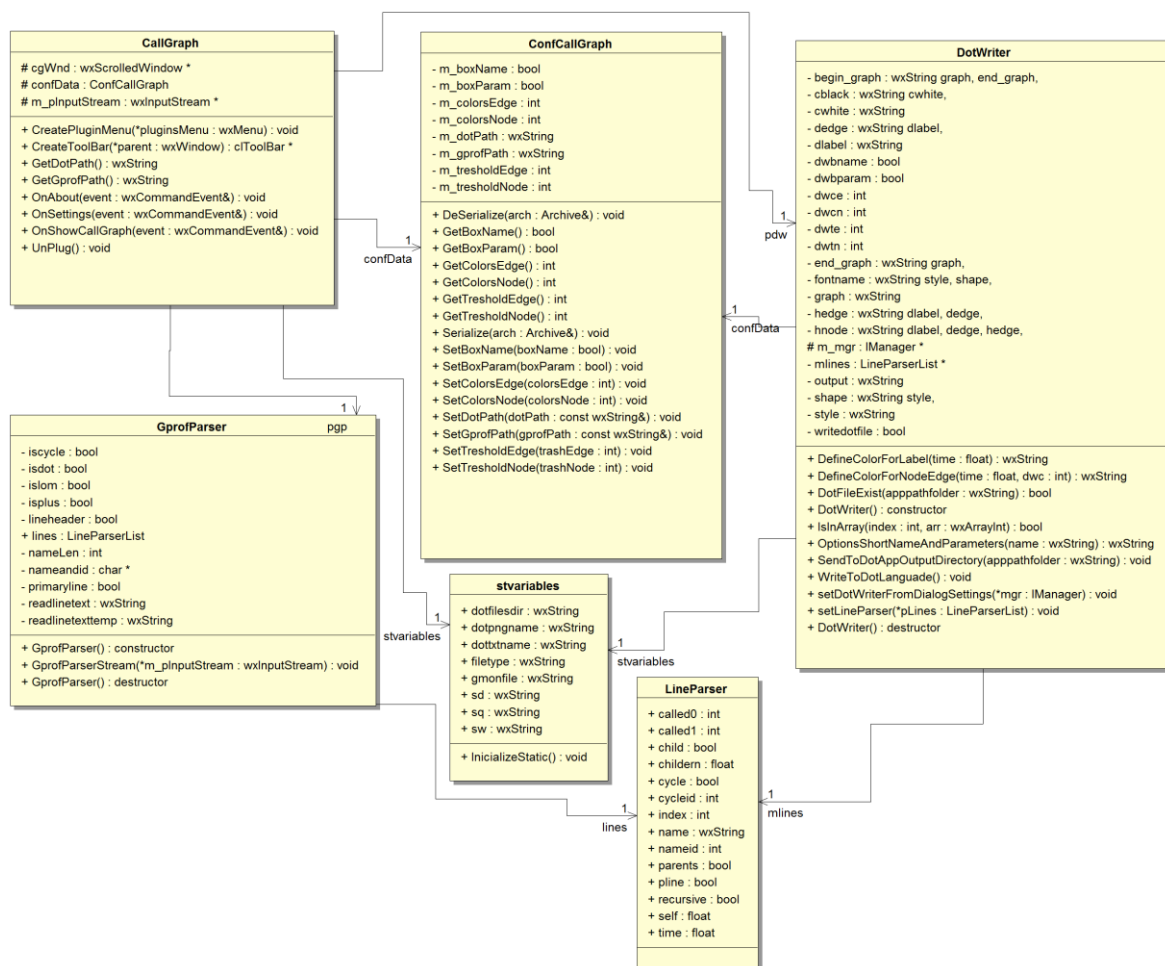 CallGraph
# cgWnd : wxScrolledWindow *
# confData : ConfCallGraph
# m_pInputStream : wxInputStream *
+ CreatePluginMenu(*pluginsMenu : wxMenu) : void
+ CreateToolBar(*parent : wxWindow) : clToolBar *
+ GetDotPath() : wxString
+ GetGprofPath() : wxString
+ OnAbout(event : wxCommandEvent&) : void
+ OnSettings(event : wxCommandEvent&) : void
+ OnShowCallGraph(event : wxCommandEvent&) : void
+ UnPlug() : void
ConfCallGraph
- m_boxName : bool
- m_boxParam : bool
- m_colorsEdge : int
- m_colorsNode : int
- m_dotPath : wxString
- m_gprofPath : wxString
- m_tresholdEdge : int
- m_tresholdNode : int
+ DeSerialize(arch : Archive&) : void
+ GetBoxName() : bool
+ GetBoxParam() : bool
+ GetColorsEdge() : int
+ GetColorsNode() : int
+ GetTresholdEdge() : int
+ GetTresholdNode() : int
+ Serialize(arch : Archive&) : void
+ SetBoxName(boxName : bool) : void
+ SetBoxParam(boxParam : bool) : void
+ SetColorsEdge(colorsEdge : int) : void
+ SetColorsNode(colorsNode : int) : void
+ SetDotPath(dotPath : const wxString&) : void
+ SetGprofPath(gprofPath : const wxString&) : void
+ SetTresholdEdge(trashEdge : int) : void
+ SetTresholdNode(trashNode : int) : void
DotWriter
- begin_graph : wxString graph, end_graph,
- cblack : wxString cwhite,
- cwhite : wxString
- dedge : wxString dlabel,
- dlabel : wxString
- dwbname : bool
- dwbparam : bool
- dwce : int
- dwcn : int
- dwte : int
- dwtn : int
- end_graph : wxString graph,
- fontname : wxString style, shape,
- graph : wxString
- hedge : wxString dlabel, dedge,
- hnode : wxString dlabel, dedge, hedge,
# m_mgr : IManager *
- mlines : LineParserList *
- output : wxString
- shape : wxString style,
- style : wxString
- writedotfile : bool
+ DefineColorForLabel(time : float) : wxString
+ DefineColorForNodeEdge(time : float, dwc : int) : wxString
+ DotFileExist(apppathfolder : wxString) : bool
+ DotWriter() : constructor
+ IsInArray(index : int, arr : wxArrayInt) : bool
+ OptionsShortNameAndParameters(name : wxString) : wxString
+ SendToDotAppOutputDirectory(apppathfolder : wxString) : void
+ WriteToDotLanguade() : void
+ setDotWriterFromDialogSettings(*mgr : IManager) : void
+ setLineParser(*pLines : LineParserList) : void
+ DotWriter() : destructor
1
pdw
1
confData
1
confData
1
pgp
GprofParser
- iscycle : bool
- isdot : bool
- islom : bool
- isplus : bool
- lineheader : bool
+ lines : LineParserList
- nameLen : int
- nameandid : char *
- primaryline : bool
- readlinetext : wxString
- readlinetexttemp : wxString
+ GprofParser() : constructor
+ GprofParserStream(*m_pInputStream : wxInputStream) : void
+ GprofParser() : destructor
1
stvariables
stvariables
+ dotfilesdir : wxString
+ dotpngname : wxString
+ dottxtname : wxString
+ filetype : wxString
+ gmonfile : wxString
+ sd : wxString
+ sq : wxString
+ sw : wxString
+ InicializeStatic() : void
1
stvariables
LineParser
+ called0 : int
+ called1 : int
+ child : bool
+ childern : float
+ cycle : bool
+ cycleid : int
+ index : int
+ name : wxString
+ nameid : int
+ parents : bool
+ pline : bool
+ recursive : bool
+ self : float
+ time : float
1
lines
1
mlines